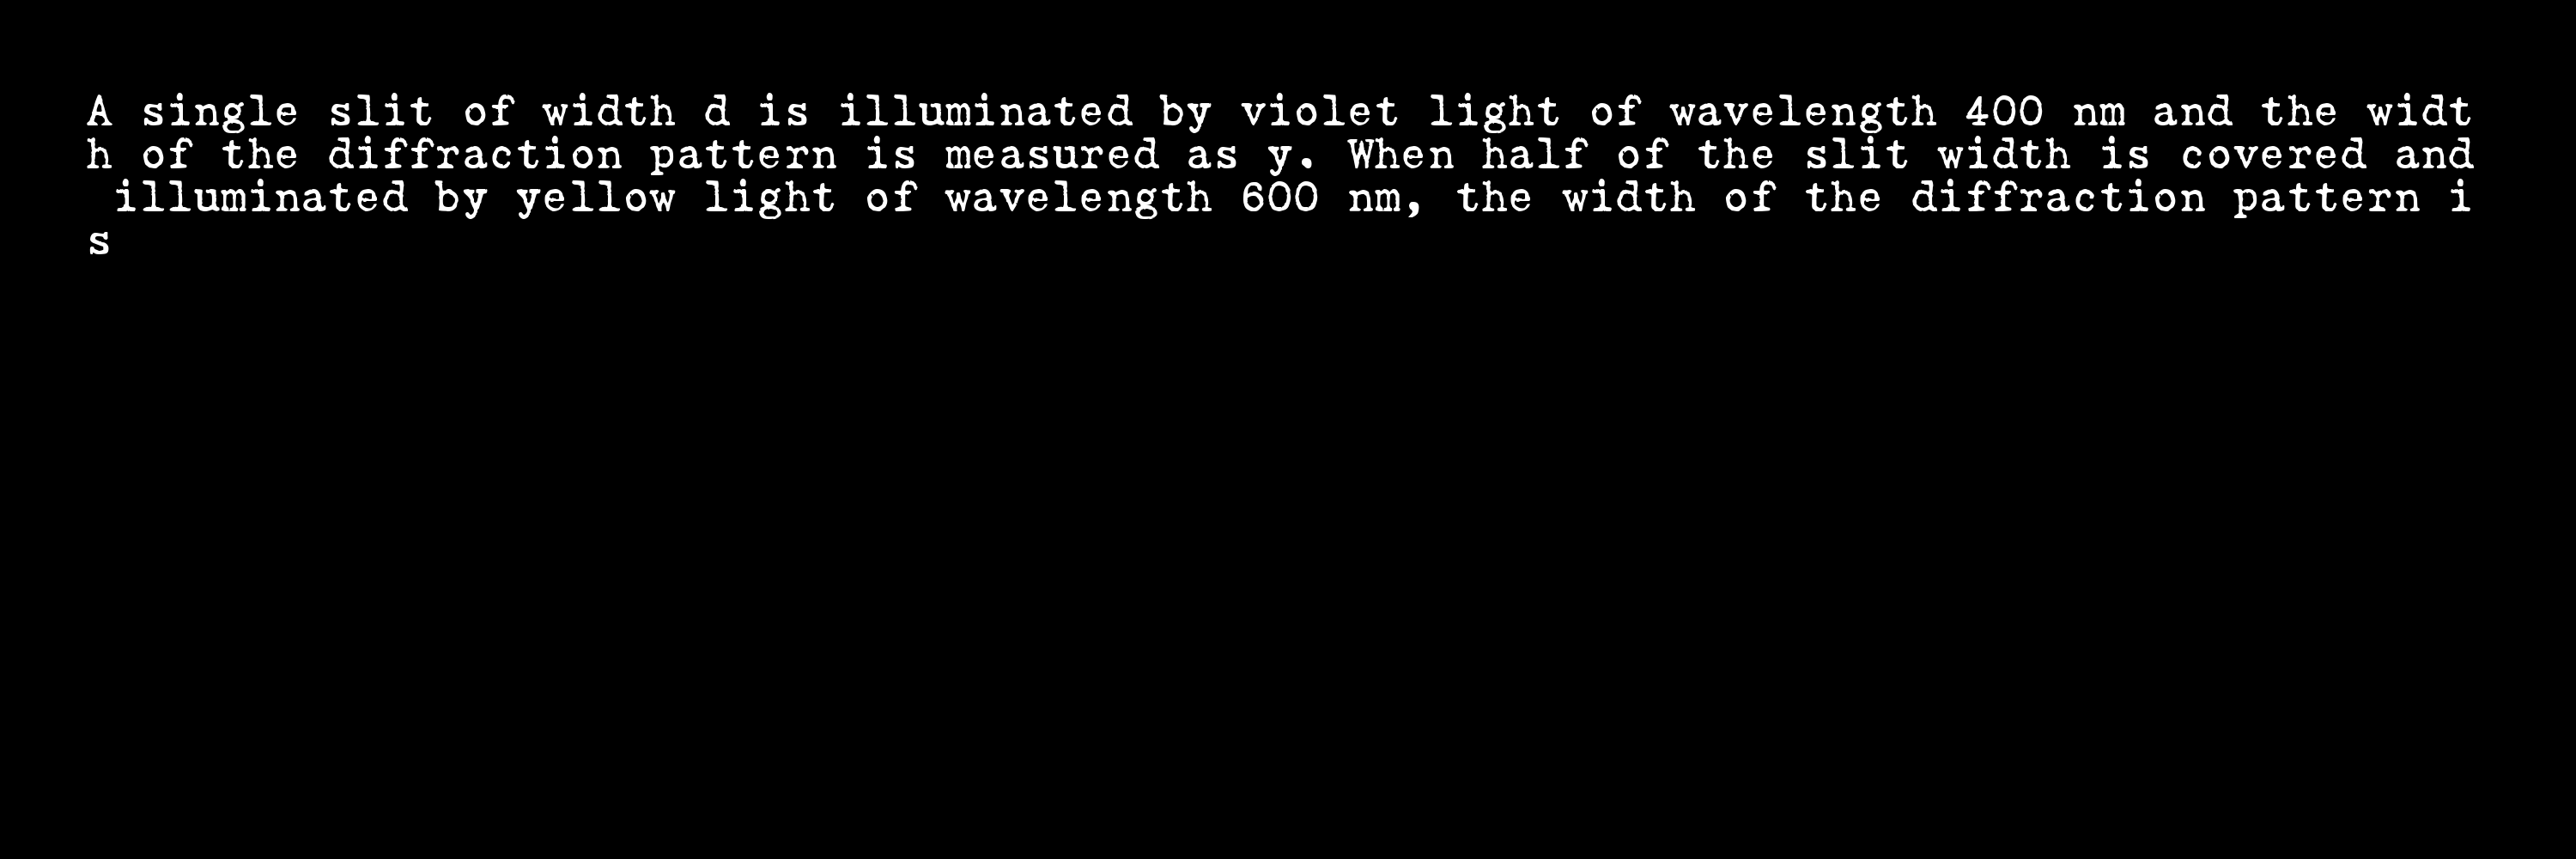 A single slit of width d is illuminated by violet light of wavelength 400 nm and the widt
h of the diffraction pattern is measured as y. When half of the slit width is covered and
 illuminated by yellow light of wavelength 600 nm, the width of the diffraction pattern i
s